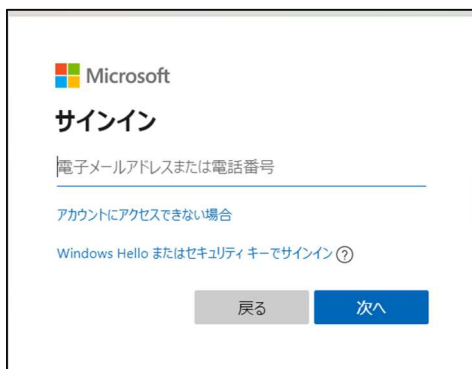 Microsoft
サインイン
電子メールアドレスまたは電話番号
アカウントにアクセスできない場合
Windows Hello またはセキュリティ キーでサインイン ?
戻る
次へ